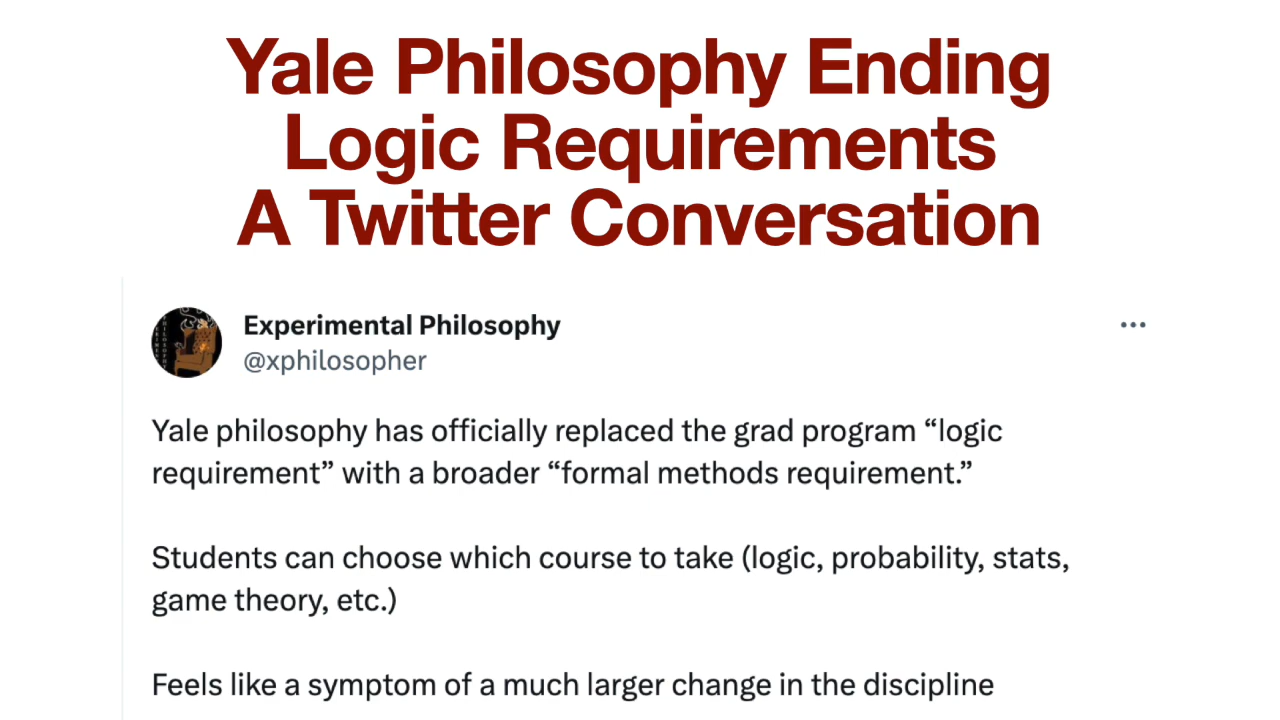 Yale Philosophy Ending
Logic Requirements
A Twitter Conversation
Experimental Philosophy
@xphilosopher
Yale philosophy has officially replaced the grad program “logic
requirement” with a broader “formal methods requirement.”
Students can choose which course to take (logic, probability, stats,
game theory, etc.)
Feels like a symptom of a much larger change in the discipline